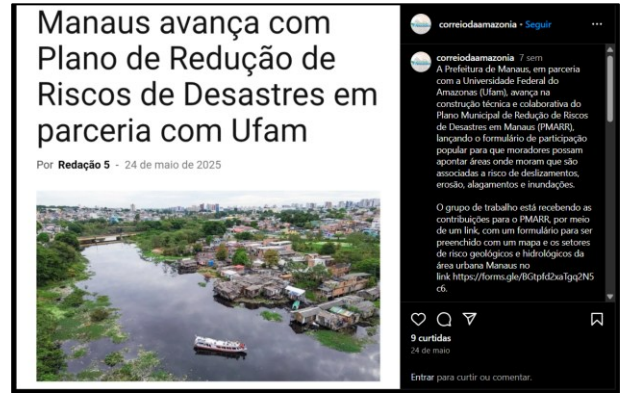 Manaus avança com
Plano de Redução de
Riscos de Desastres em
parceria com Ufam
Por Redação 5 - 24 de maio de 2025
correiodaamazonia • Seguir
correiodaamazonia 7 sem
A Prefeitura de Manaus, em parceria
com a Universidade Federal do
Amazonas (Ufam), avança na
construção técnica e colaborativa do
Plano Municipal de Redução de Riscos
de Desastres em Manaus (PMARR),
lançando o formulário de participação
popular para que moradores possam
apontar áreas onde moram que são
associadas a risco de deslizamentos,
erosão, alagamentos e inundações.
O grupo de trabalho está recebendo as
contribuições para o PMARR, por meio
de um link, com um formulário para ser
preenchido com um mapa e os setores
de risco geológicos e hidrológicos da
área urbana Manaus no
link https://forms.gle/BGtpfd2xaTgq2N5
c6.
9 curtidas
24 de maio
Entrar para curtir ou comentar.